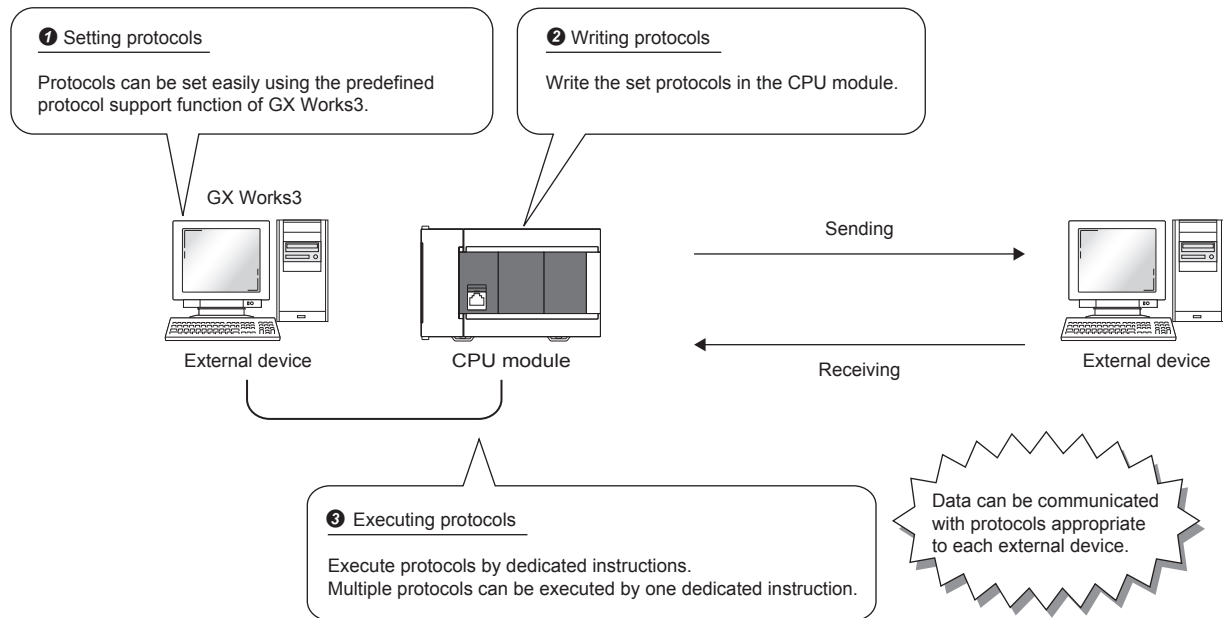 ❶ Setting protocols
Protocols can be set easily using the predefined
protocol support function of GX Works3.
❷ Writing protocols
Write the set protocols in the CPU module.
GX Works3
External device
CPU module
Sending
Receiving
External device
❸ Executing protocols
Execute protocols by dedicated instructions.
Multiple protocols can be executed by one dedicated instruction.
Data can be communicated
with protocols appropriate
to each external device.